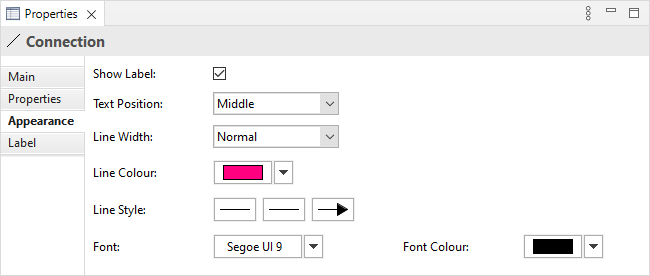 Properties
Connection
Main
Properties
Appearance
Label
Show Label:
Text Position: Middle
Line Width: Normal
Line Colour:
Line Style:
Font: Segoe UI 9 Font Colour: